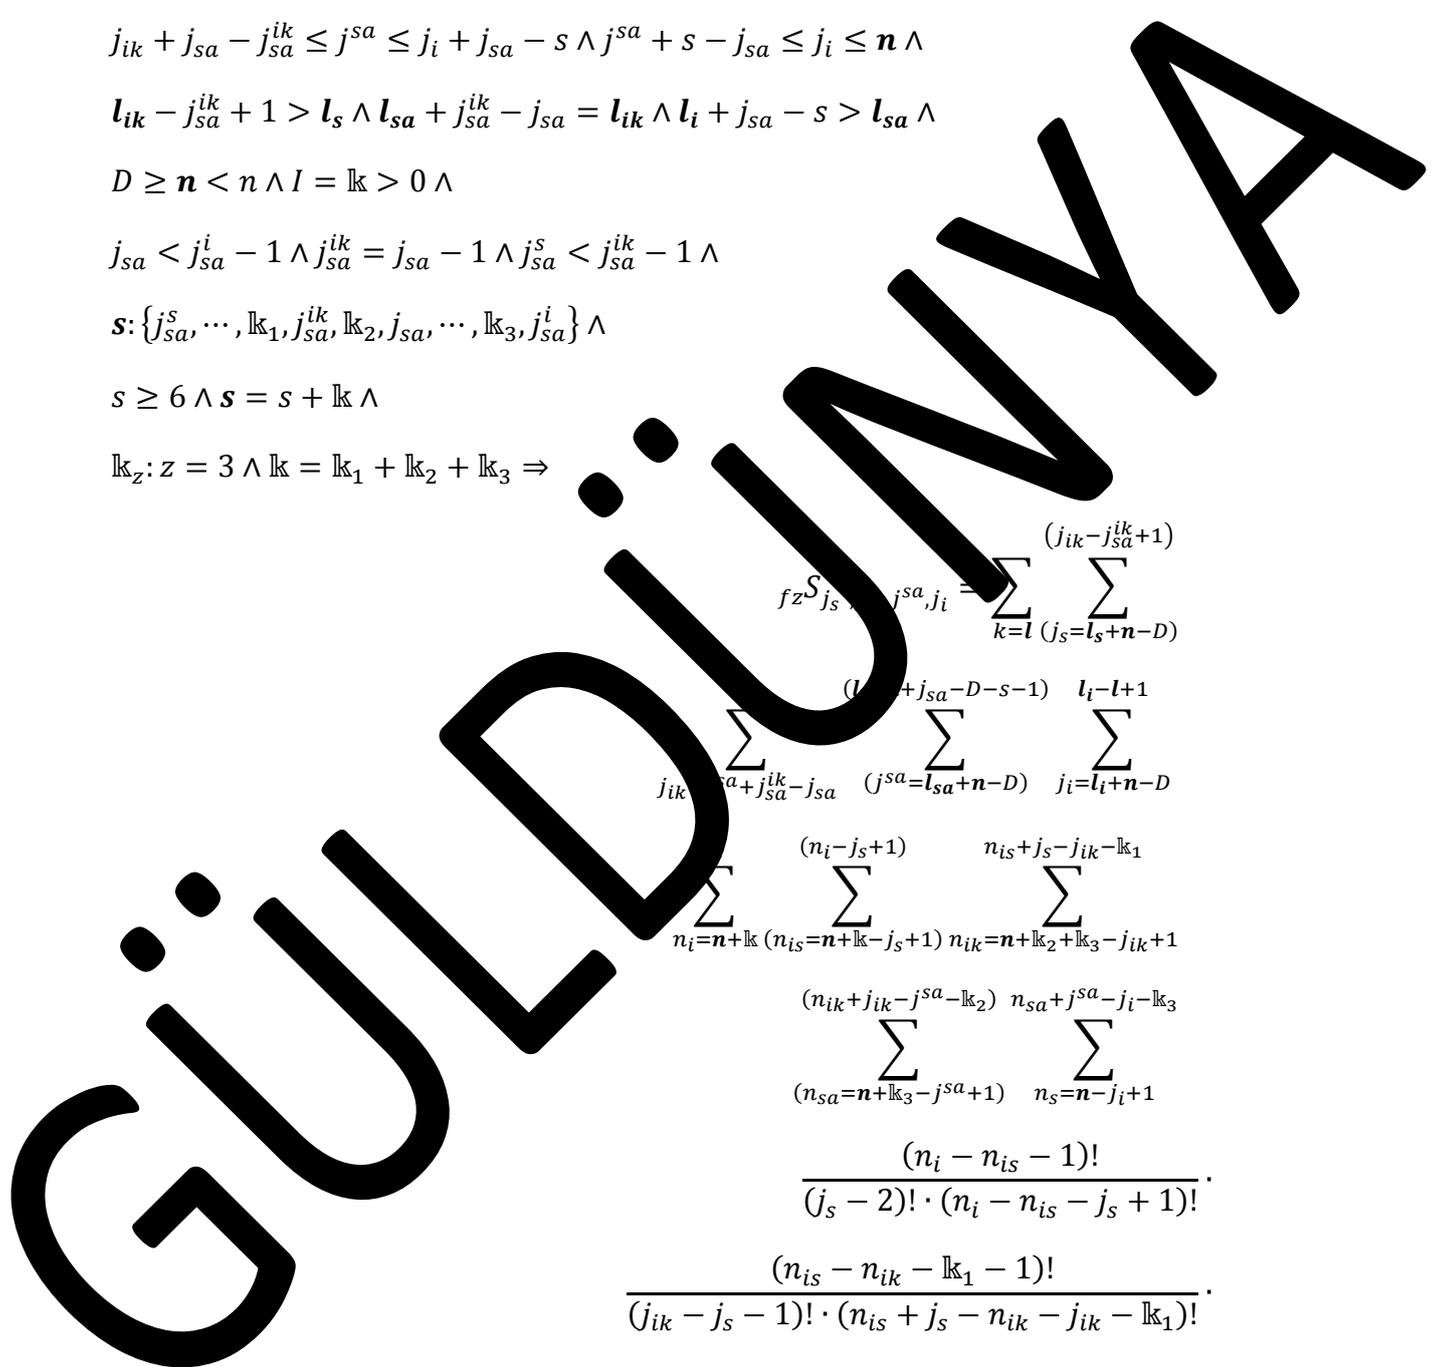 j_{ik} + j_{sa} − j_{sa}^{ik} ≤ j^{sa} ≤ j_i + j_{sa} − s ∧ j^{sa} + s − j_{sa} ≤ j_i ≤ n ∧
l_{ik} − j_{sa}^{ik} + 1 > l_s ∧ l_{sa} + j_{sa}^{ik} − j_{sa} = l_{ik} ∧ l_i + j_{sa} − s > l_{sa} ∧
D ≥ n < n ∧ I = 𝕜 > 0 ∧
j_{sa} < j_{sa}^{i} − 1 ∧ j_{sa}^{ik} = j_{sa} − 1 ∧ j_{sa}^{s} < j_{sa}^{ik} − 1 ∧
s: {j_{sa}^{s}, ⋯ , 𝕜_1, j_{sa}^{ik}, 𝕜_2, j_{sa}, ⋯ , 𝕜_3, j_{sa}^{i}} ∧
s ≥ 6 ∧ s = s + 𝕜 ∧
𝕜_z: z = 3 ∧ 𝕜 = 𝕜_1 + 𝕜_2 + 𝕜_3 ⇒
(j_{ik}−j_{sa}^{ik}+1)
_{fz}S_{j_s, j^{sa}, j_i} = ∑ ∑
k=l (j_s=l_s+n−D)
+j_{sa}−D−s−1) l_i−l+1
∑ ∑ ∑
j_{ik} ^{sa}+j_{sa}^{ik}−j_{sa} (j^{sa}=l_{sa}+n−D) j_i=l_i+n−D
(n_i−j_s+1) n_{is}+j_s−j_{ik}−𝕜_1
∑ ∑ ∑
n_i=n+𝕜 (n_{is}=n+𝕜−j_s+1) n_{ik}=n+𝕜_2+𝕜_3−j_{ik}+1
(n_{ik}+j_{ik}−j^{sa}−𝕜_2) n_{sa}+j^{sa}−j_i−𝕜_3
∑ ∑
(n_{sa}=n+𝕜_3−j^{sa}+1) n_s=n−j_i+1
(n_i − n_{is} − 1)!
(j_s − 2)! · (n_i − n_{is} − j_s + 1)! ·
(n_{is} − n_{ik} − 𝕜_1 − 1)!
(j_{ik} − j_s − 1)! · (n_{is} + j_s − n_{ik} − j_{ik} − 𝕜_1)! ·
GÜLDÜNYA